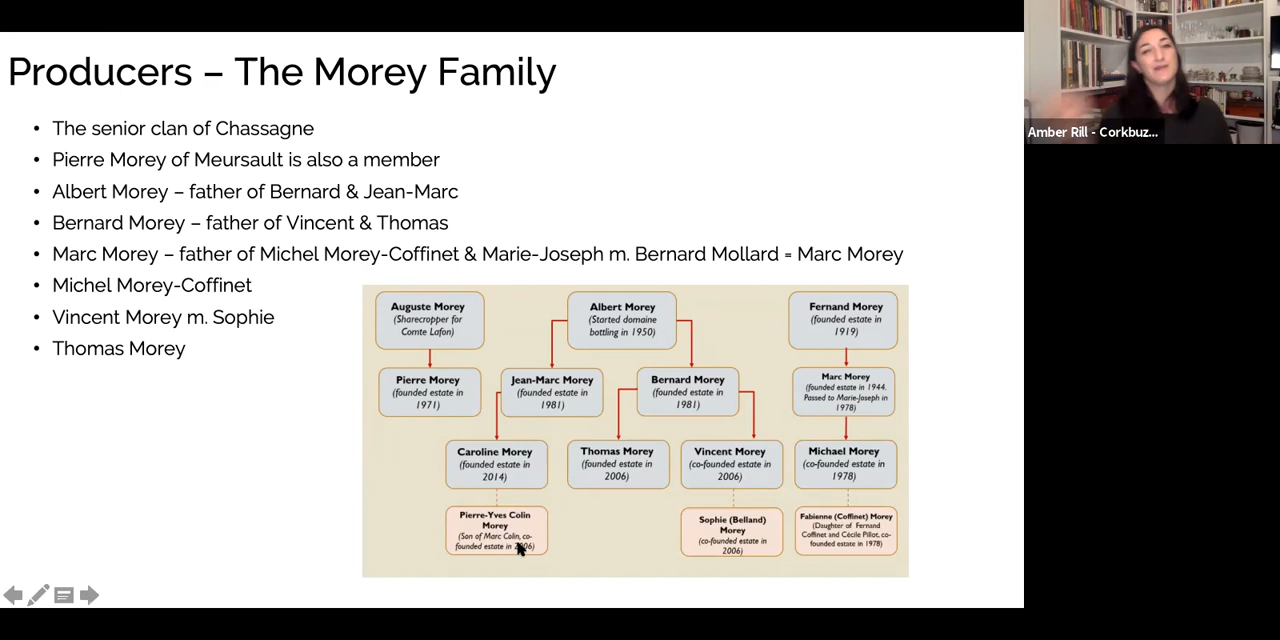 Producers – The Morey Family
• The senior clan of Chassagne
• Pierre Morey of Meursault is also a member
• Albert Morey – father of Bernard & Jean-Marc
• Bernard Morey – father of Vincent & Thomas
• Marc Morey – father of Michel Morey-Coffinet & Marie-Joseph m. Bernard Mollard = Marc Morey
• Michel Morey-Coffinet
• Vincent Morey m. Sophie
• Thomas Morey
Auguste Morey
(Sharecropper for
Comte Lafon)
Albert Morey
(Started domaine
bottling in 1950)
Fernand Morey
(founded estate in
1919)
Pierre Morey
(founded estate in
1971)
Jean-Marc Morey
(founded estate in
1981)
Bernard Morey
(founded estate in
1981)
Marc Morey
(founded estate in 1944.
Passed to Marie-Joseph in
1978)
Caroline Morey
(founded estate in
2014)
Thomas Morey
(founded estate in
2006)
Vincent Morey
(co-founded estate in
2006)
Michael Morey
(co-founded estate in
1978)
Pierre-Yves Colin
Morey
(Son of Marc Colin, co-
founded estate in 2006)
Sophie (Belland)
Morey
(co-founded estate in
2006)
Fabienne (Coffinet) Morey
(Daughter of Fernand
Coffinet and Cécile Pillot, co-
founded estate in 1978)
Amber Rill - Corkbuz...